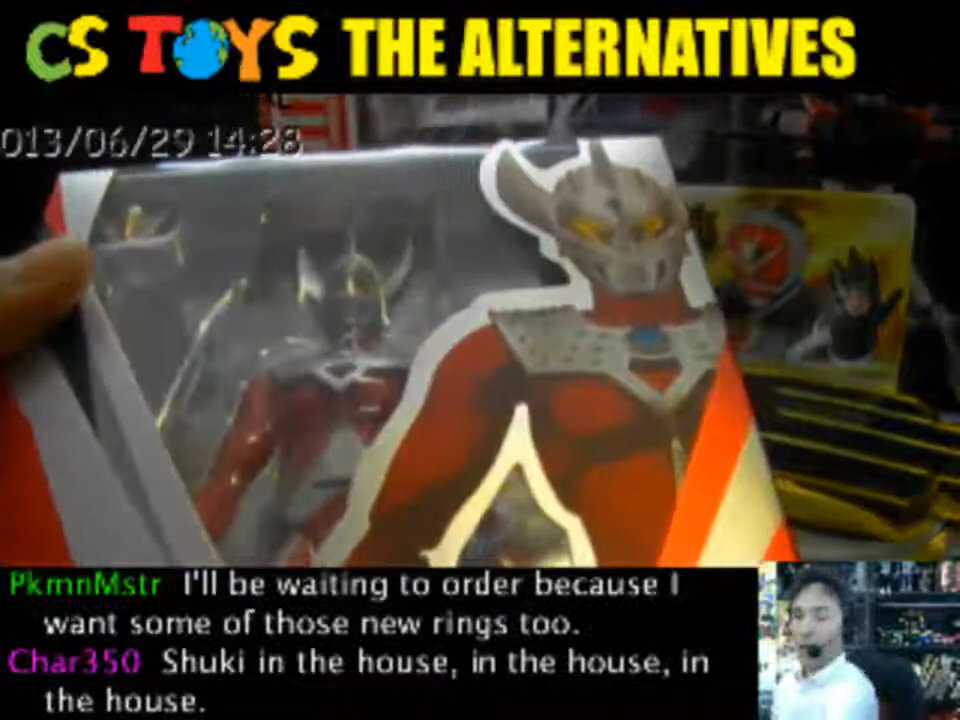 CS TOYS THE ALTERNATIVES
013/06/29 14:28
PkmnMstr I'll be waiting to order because I
want some of those new rings too.
Char350 Shuki in the house, in the house, in
the house.